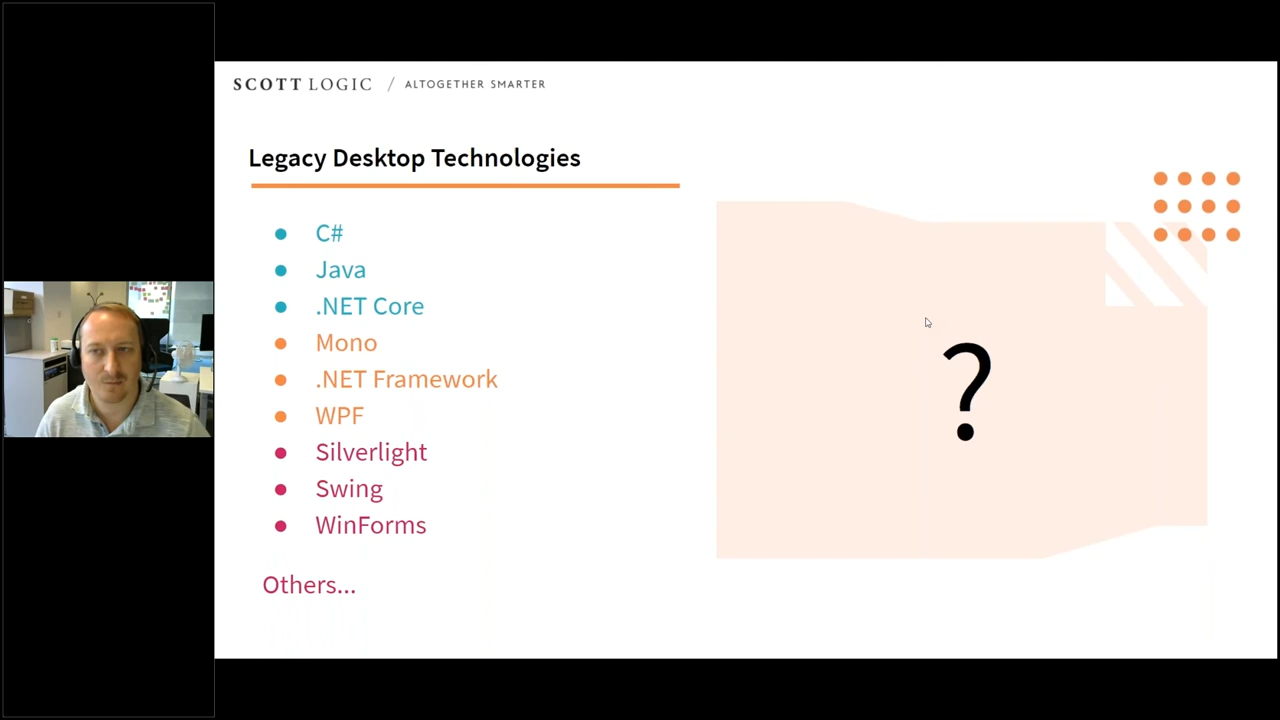 SCOTT LOGIC / ALTOGETHER SMARTER
Legacy Desktop Technologies
● C#
● Java
● .NET Core
● Mono
● .NET Framework
● WPF
● Silverlight
● Swing
● WinForms
Others...
?